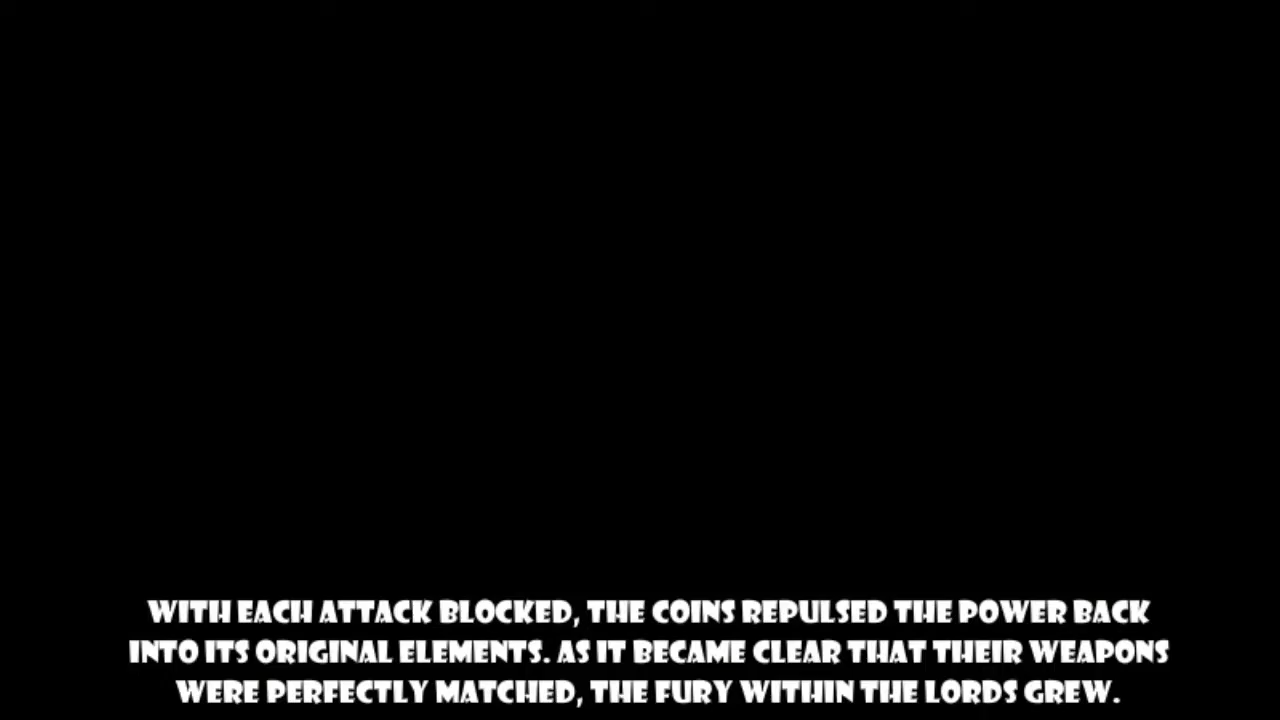 WITH EACH ATTACK BLOCKED, THE COINS REPULSED THE POWER BACK
INTO ITS ORIGINAL ELEMENTS. AS IT BECAME CLEAR THAT THEIR WEAPONS
WERE PERFECTLY MATCHED, THE FURY WITHIN THE LORDS GREW.